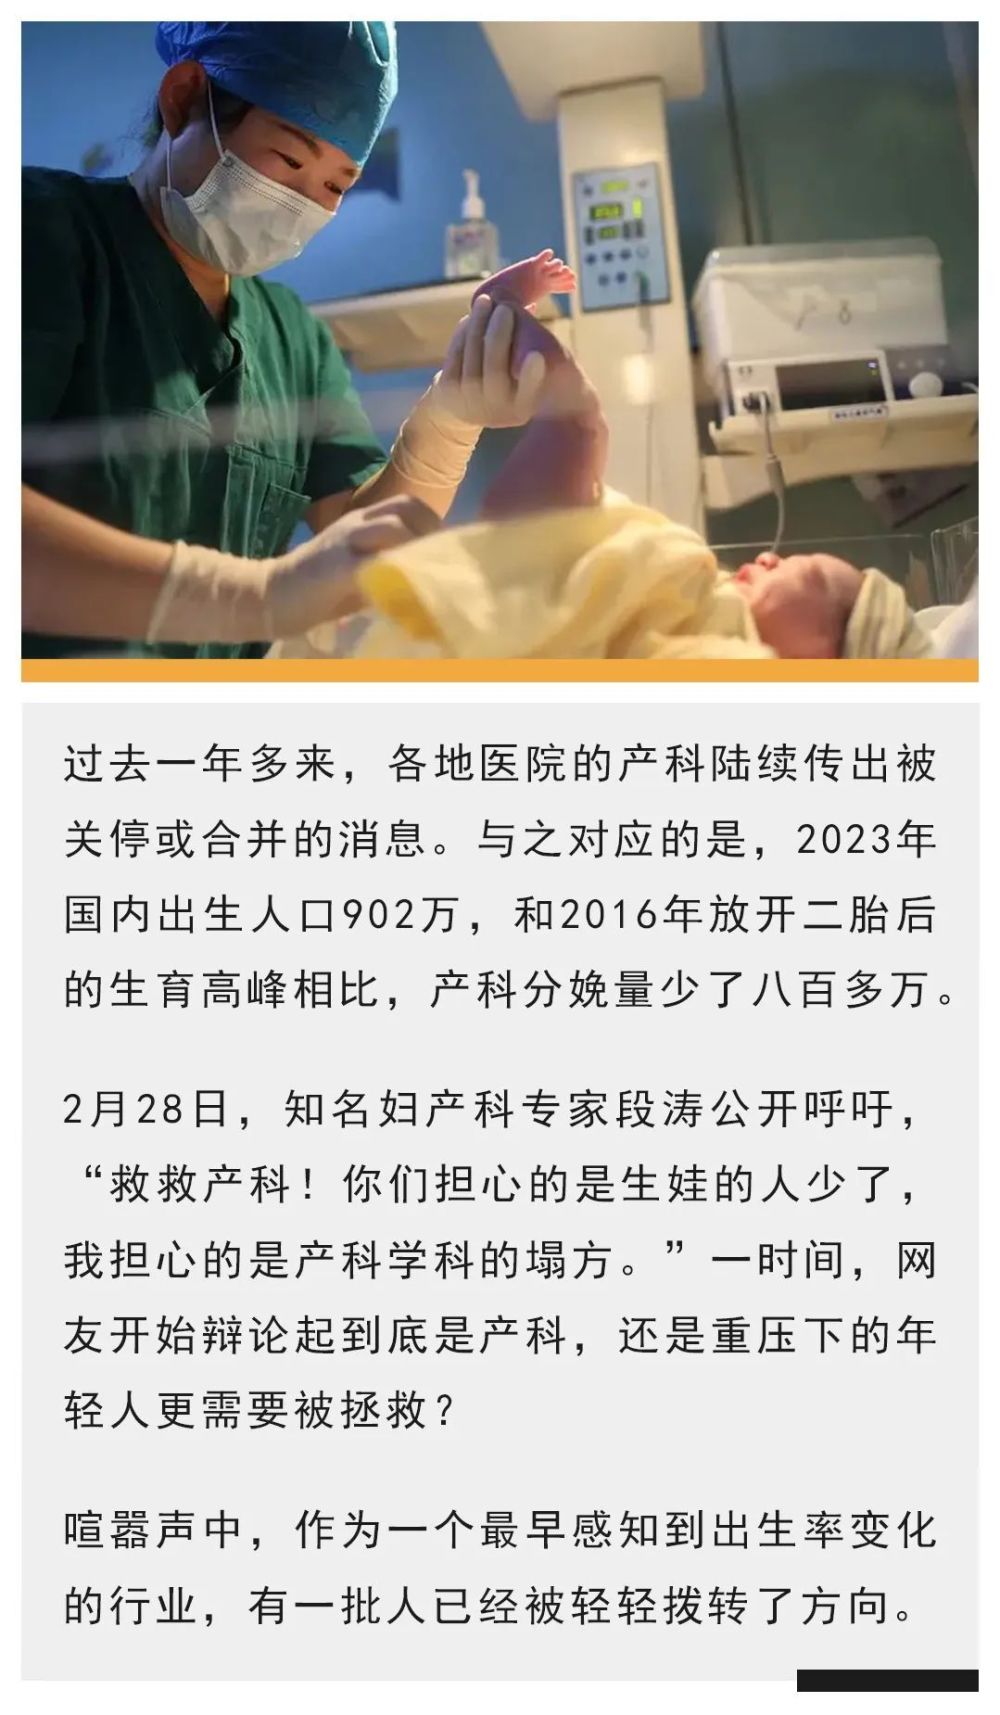 过去一年多来，各地医院的产科陆续传出被
关停或合并的消息。与之对应的是，2023年
国内出生人口902万，和2016年放开二胎后
的生育高峰相比，产科分娩量少了八百多万。
2月28日，知名妇产科专家段涛公开呼吁，
“救救产科！你们担心的是生娃的人少了，
我担心的是产科学科的塌方。”一时间，网
友开始辩论起到底是产科，还是重压下的年
轻人更需要被拯救？
喧嚣声中，作为一个最早感知到出生率变化
的行业，有一批人已经被轻轻拨转了方向。